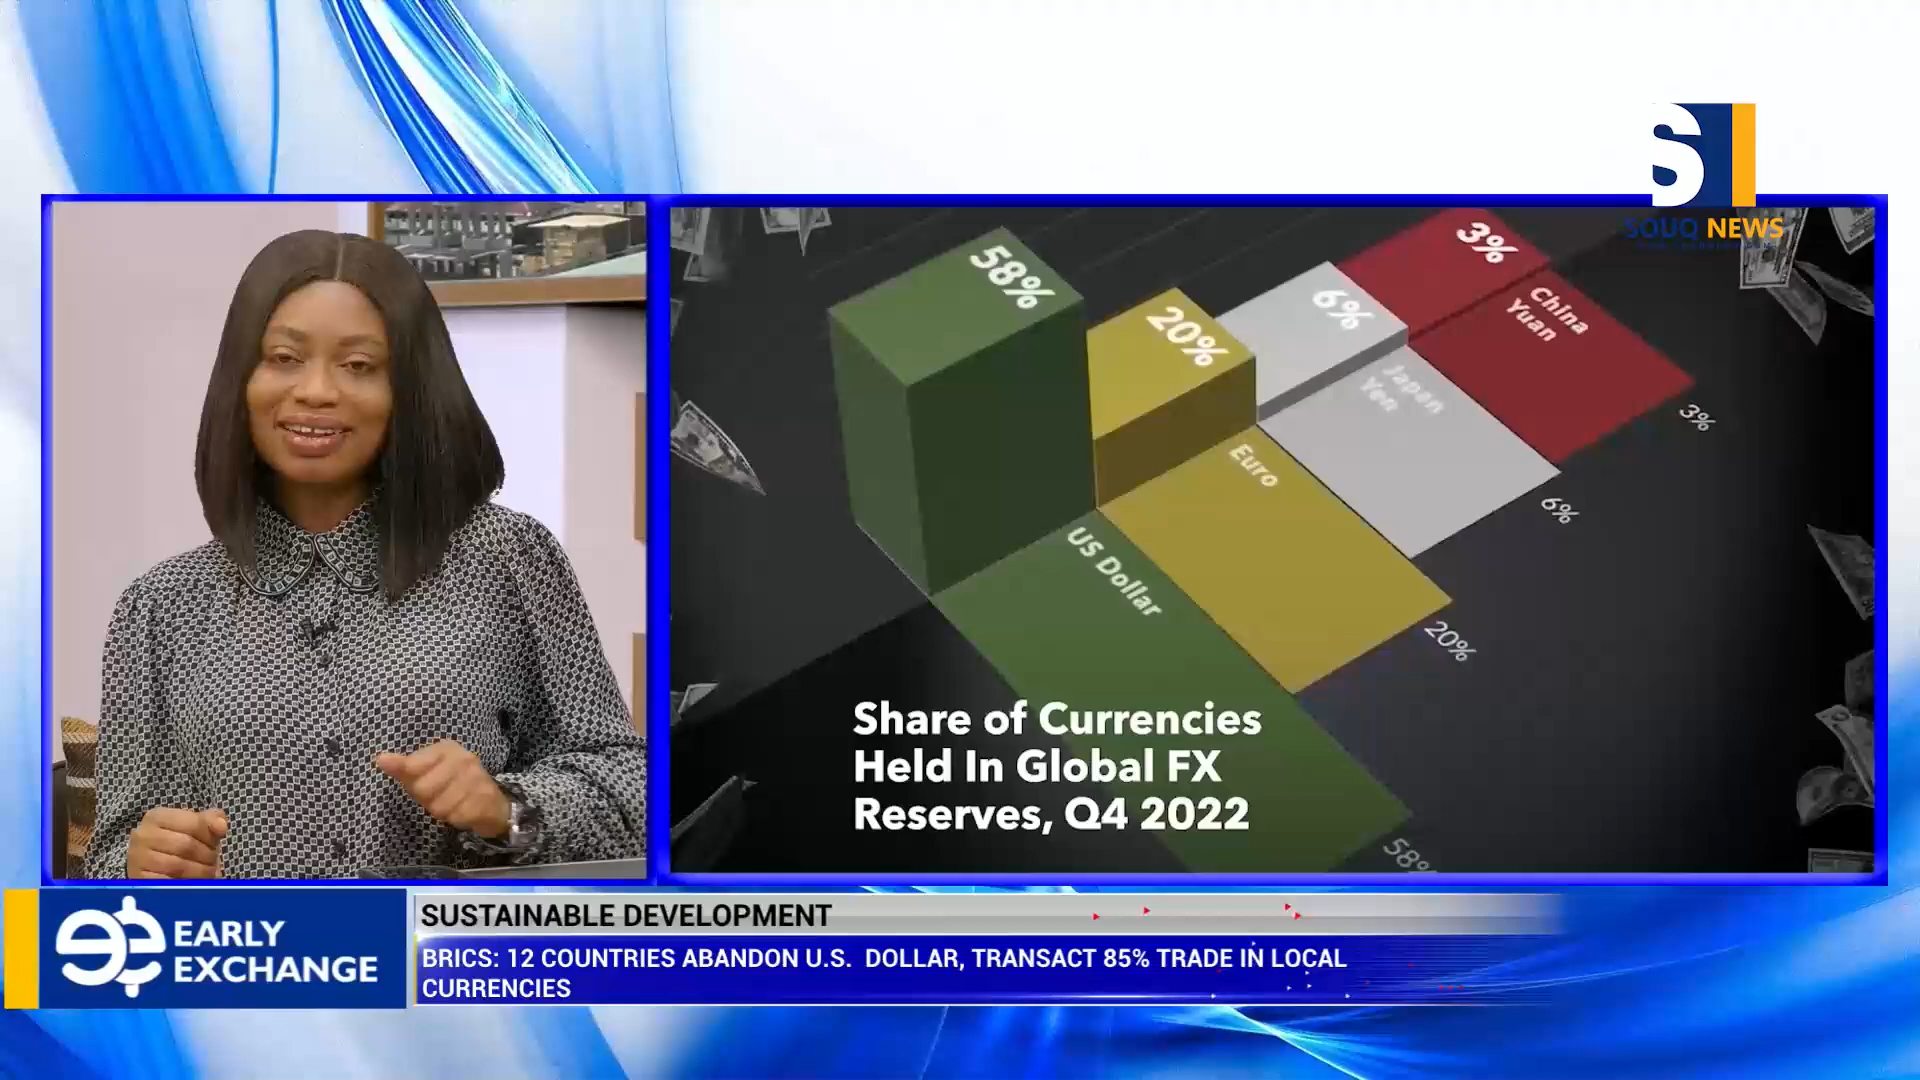 SI
SOUQ NEWS
58%
20%
6%
3%
China
Yuan
3%
Japan
Yen
6%
Euro
20%
US Dollar
58%
Share of Currencies
Held In Global FX
Reserves, Q4 2022
EARLY
EXCHANGE
SUSTAINABLE DEVELOPMENT
BRICS: 12 COUNTRIES ABANDON U.S. DOLLAR, TRANSACT 85% TRADE IN LOCAL
CURRENCIES